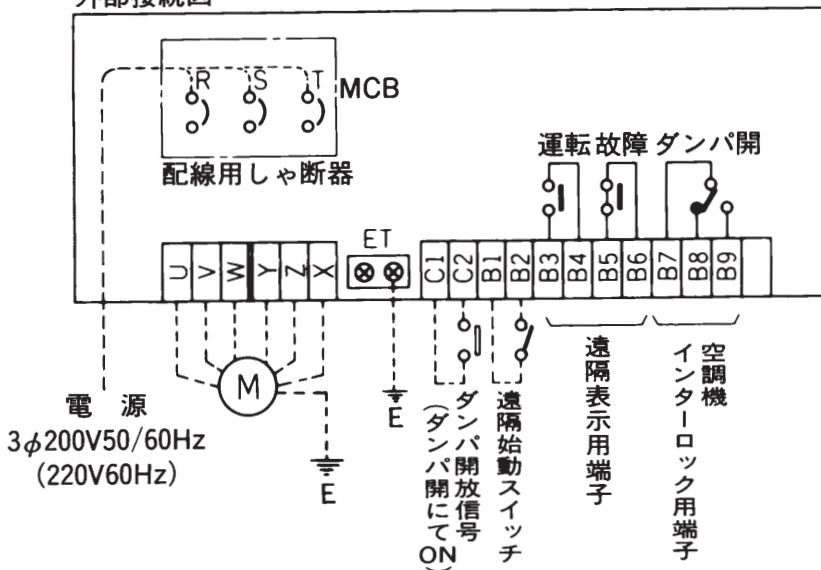 外部接続図
R S T MCB
配線用しゃ断器
運転 故障 ダンパ開
ET
U V W Y Z X
C1 C2 B1 B2 B3 B4 B5 B6 B7 B8 B9
M
E
E
電 源
3φ200V50/60Hz
(220V60Hz)
ダンパ開放信号
(ダンパ開にてON)
遠隔始動スイッチ
遠隔表示用端子
空調機
インターロック用端子